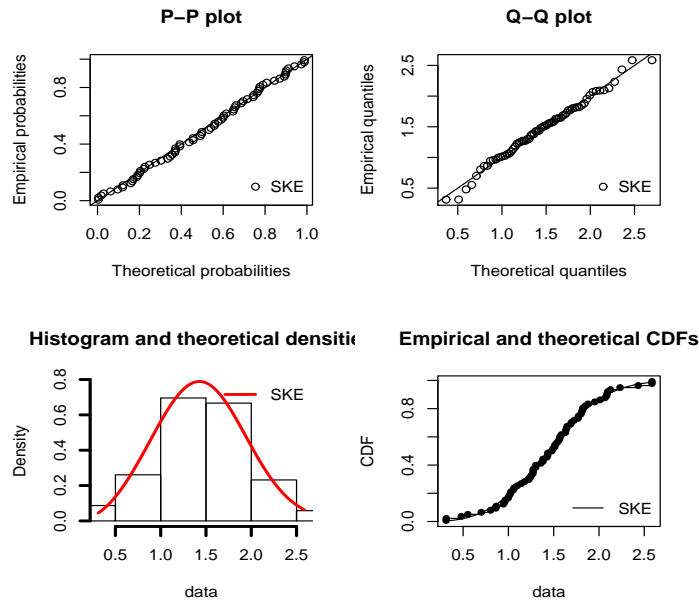 P−P plot
Empirical probabilities
0.0 0.4 0.8
SKE
0.0 0.2 0.4 0.6 0.8 1.0
Theoretical probabilities
Q−Q plot
Empirical quantiles
0.5 1.5 2.5
SKE
0.5 1.0 1.5 2.0 2.5
Theoretical quantiles
Histogram and theoretical densitie
Density
0.0 0.2 0.4 0.6 0.8
SKE
0.5 1.0 1.5 2.0 2.5
data
Empirical and theoretical CDFs
CDF
0.0 0.4 0.8
SKE
0.5 1.0 1.5 2.0 2.5
data